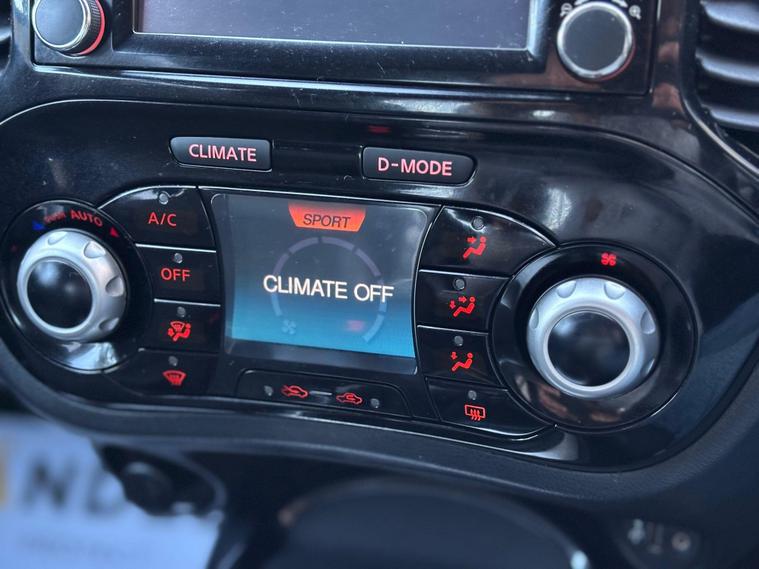 CLIMATE
D-MODE
AUTO
A/C
SPORT
OFF
CLIMATE OFF